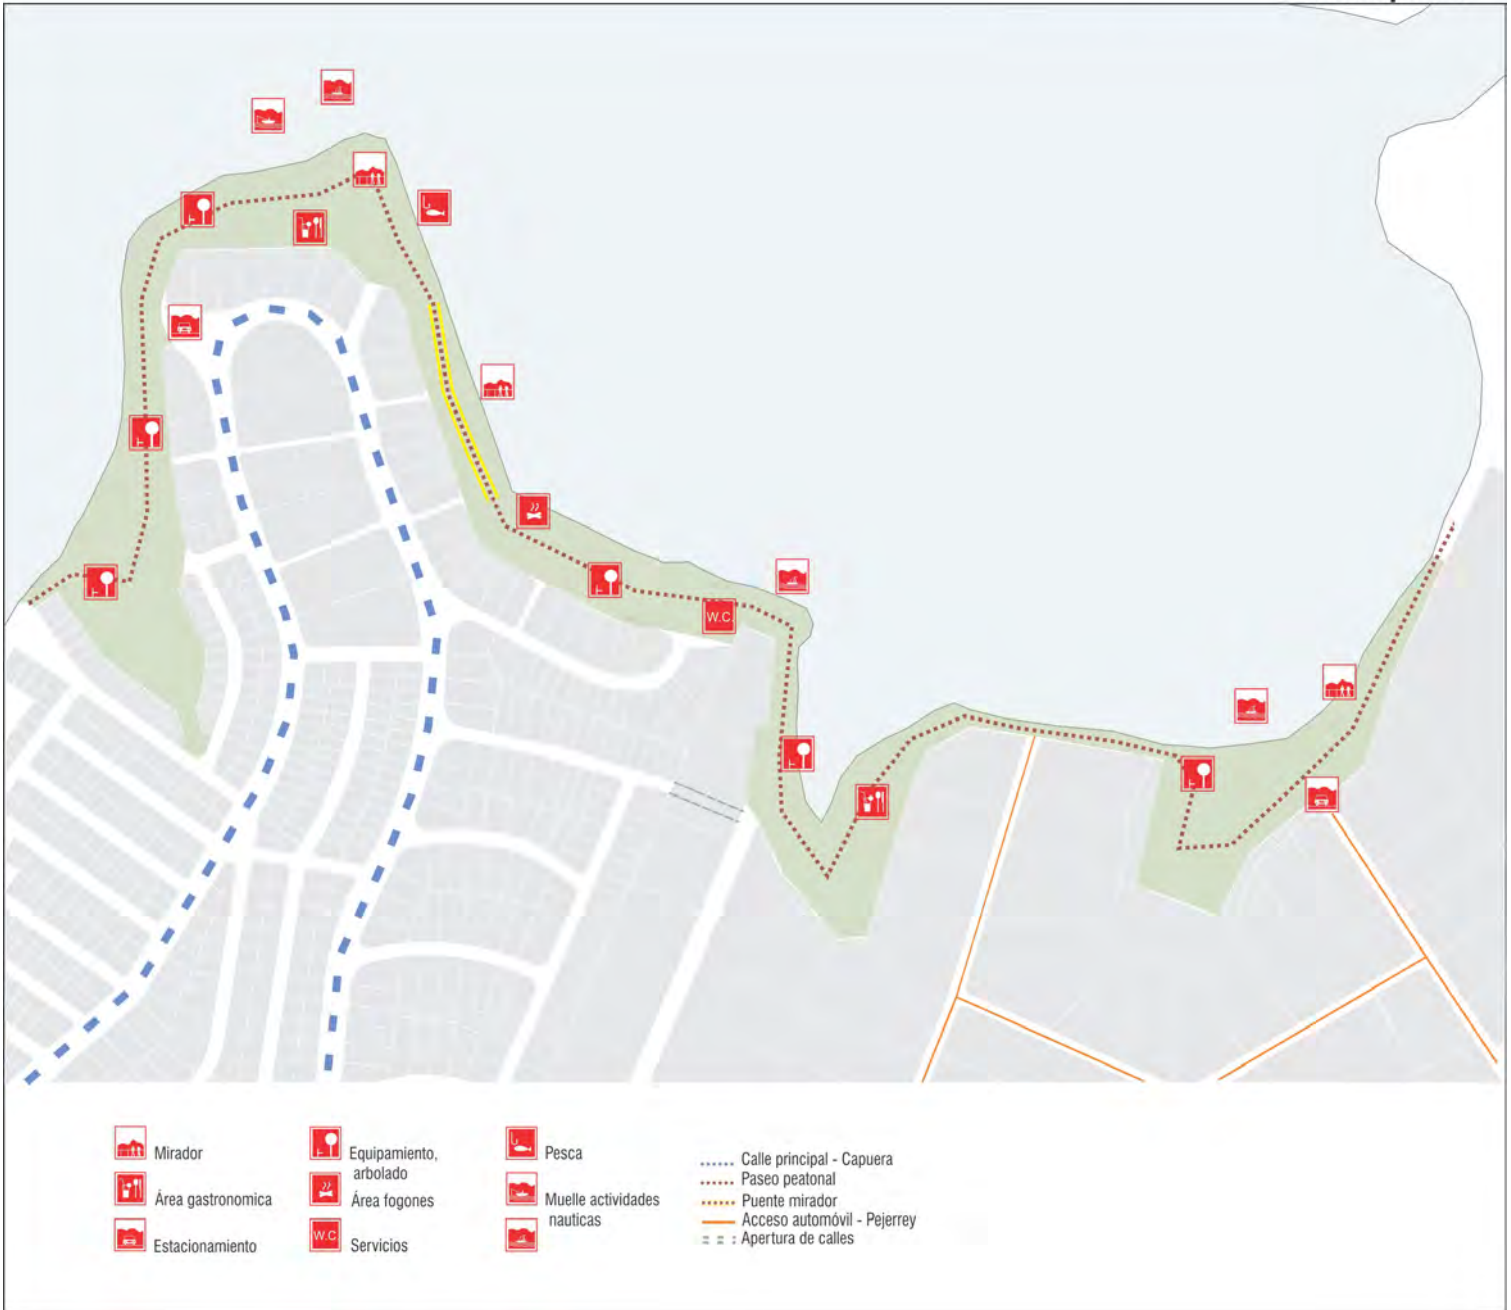 W.C.
Mirador
Equipamiento,
arbolado
Pesca
Área gastronomica
Área fogones
Muelle actividades
nauticas
Estacionamiento
W.C
Servicios
Calle principal - Capuera
Paseo peatonal
Puente mirador
Acceso automóvil - Pejerrey
Apertura de calles